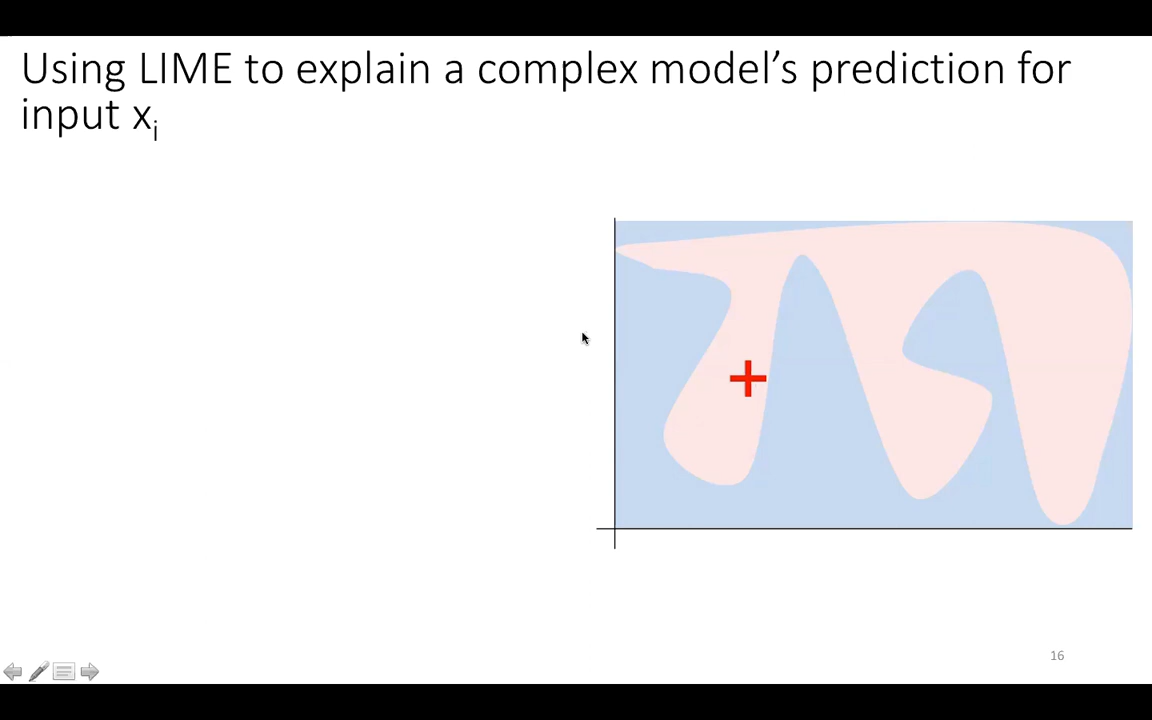 Using LIME to explain a complex model’s prediction for
input xᵢ
16